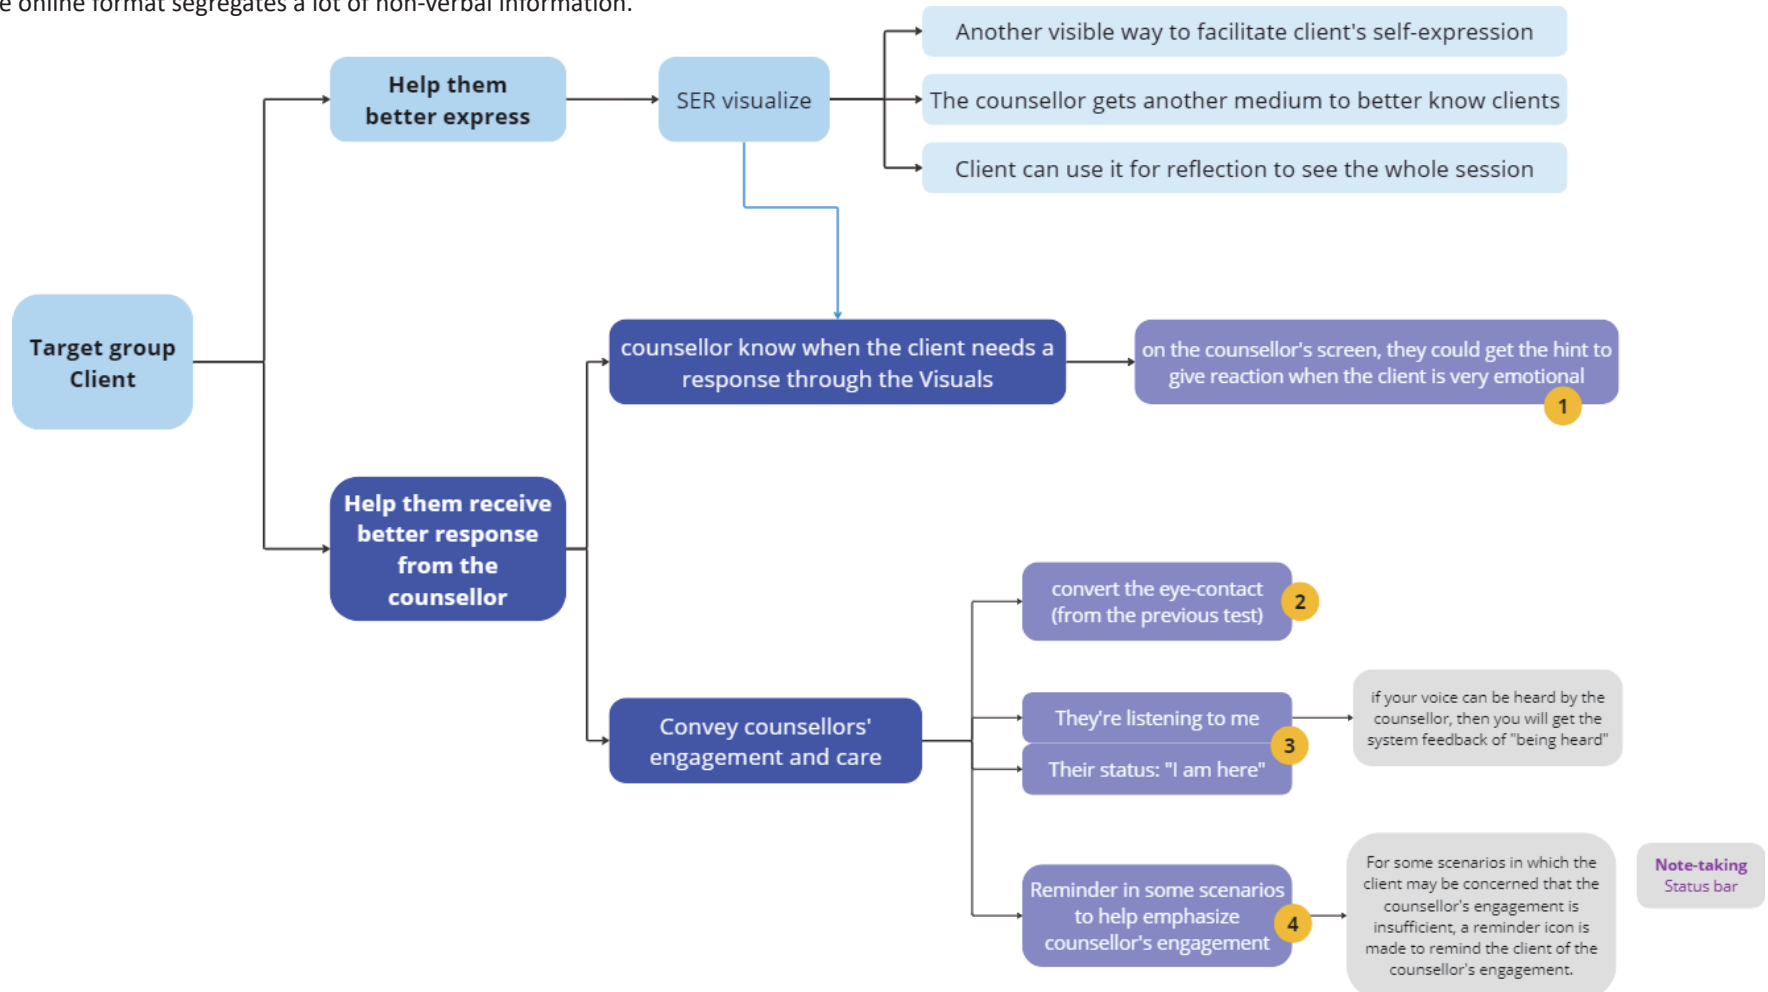 e online format segregates a lot of non-verbal information.
Another visible way to facilitate client's self-expression
Help them
better express
SER visualize
The counsellor gets another medium to better know clients
Client can use it for reflection to see the whole session
Target group
Client
counsellor know when the client needs a
response through the Visuals
on the counsellor's screen, they could get the hint to
give reaction when the client is very emotional
1
Help them receive
better response
from the
counsellor
convert the eye-contact
(from the previous test)
2
Convey counsellors'
engagement and care
They're listening to me
3
Their status: "I am here"
if your voice can be heard by the
counsellor, then you will get the
system feedback of "being heard"
Reminder in some scenarios
to help emphasize
counsellor's engagement
4
For some scenarios in which the
client may be concerned that the
counsellor's engagement is
insufficient, a reminder icon is
made to remind the client of the
counsellor's engagement.
Note-taking
Status bar